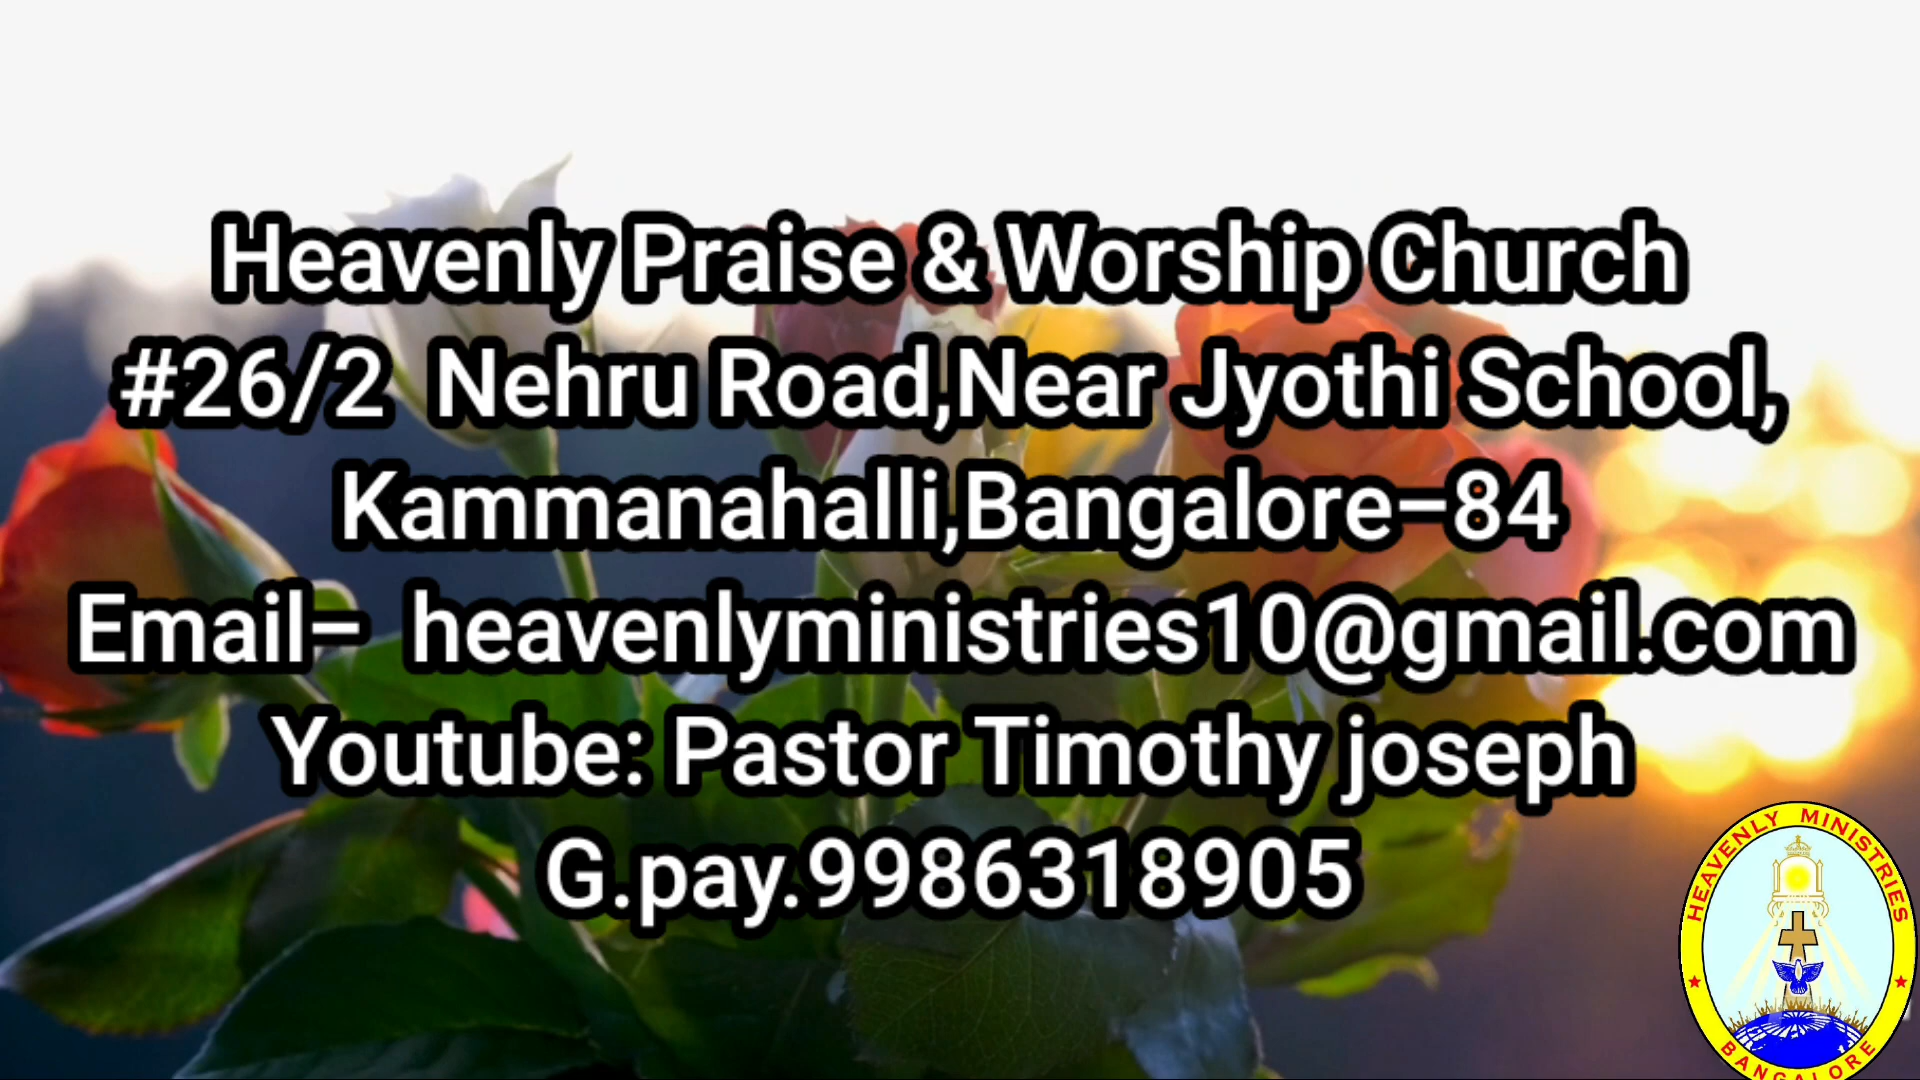 Heavenly Praise & Worship Church
#26/2 Nehru Road,Near Jyothi School,
Kammanahalli,Bangalore-84
Email- heavenlyministries10@gmail.com
Youtube: Pastor Timothy joseph
G.pay.9986318905
HEAVENLY MINISTRIES
BANGALORE